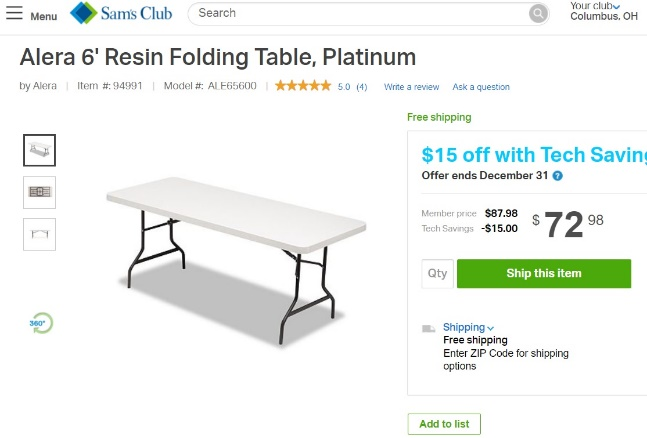 Menu
Sam's Club
Search
Your club
Columbus, OH
Alera 6' Resin Folding Table, Platinum
by Alera | Item #: 94991 | Model #: ALE65600 | 5.0 (4) Write a review Ask a question
Free shipping
$15 off with Tech Saving
Offer ends December 31 ?
Member price $87.98
Tech Savings -$15.00
$72 98
Qty
Ship this item
Shipping
Free shipping
Enter ZIP Code for shipping
options
360°
Add to list